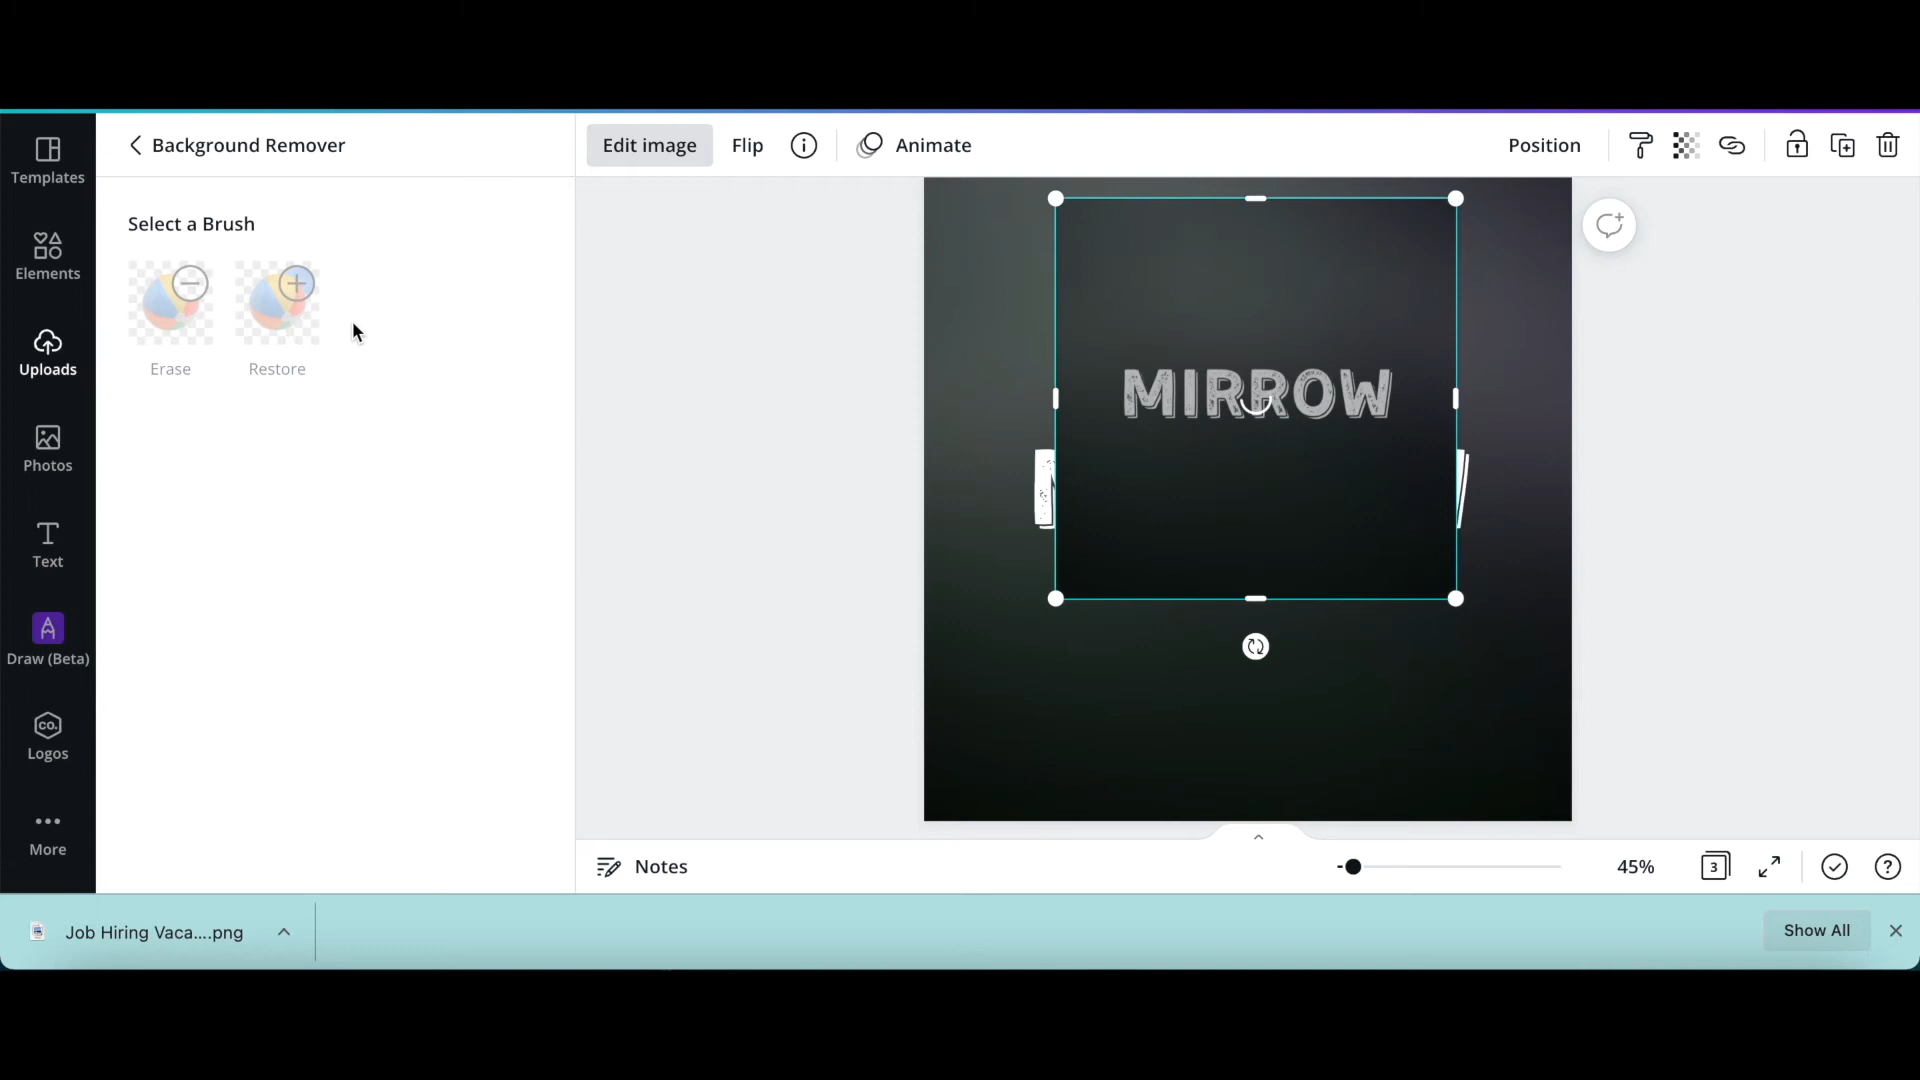 Background Remover
Edit image
Flip
Animate
Position
Templates
Elements
Uploads
Photos
Text
Draw (Beta)
CO.
Logos
More
Select a Brush
Erase
Restore
MIRROW
Notes
45%
3
Job Hiring Vaca....png
Show All